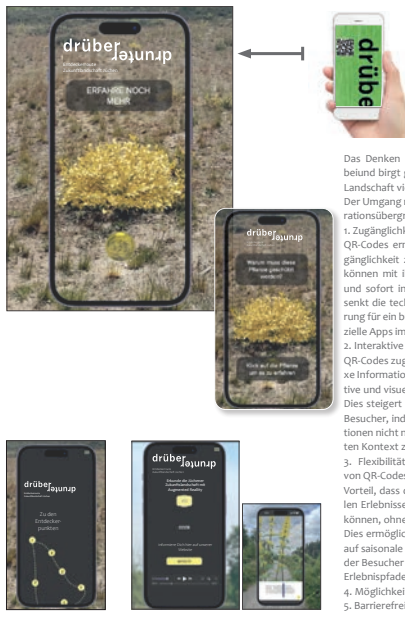 drüber
drunter
ERFAHRE NOCH
MEHR
drübe
Warum muss diese
Pflanze geschützt
werden?
Klick auf die Pflanze
um es zu erfahren
Das Denken
beiund birgt
Landschaft vi
Der Umgang
rationsübergr
1. Zugänglichk
QR-Codes erm
gänglichkeit
können mit i
und sofort in
senkt die tech
rung für ein b
zielle Apps im
2. Interaktive
QR-Codes zug
xe Information
tive und visue
Dies steigert
Besucher, ind
tionen nicht n
ten Kontext z
3. Flexibilität
von QR-Codes
Vorteil, dass d
len Erlebnisse
können, ohne
Dies ermöglic
auf saisonale
der Besucher
Erlebnispfade
4. Möglichkei
5. Barrierefrei
drüber
drunter
drüber
drunter
Zu den
Entdecker-
punkten
drüber
drunter
Erkunde die Sicherer
Zukunftslandschaft mit
Augmented Reality